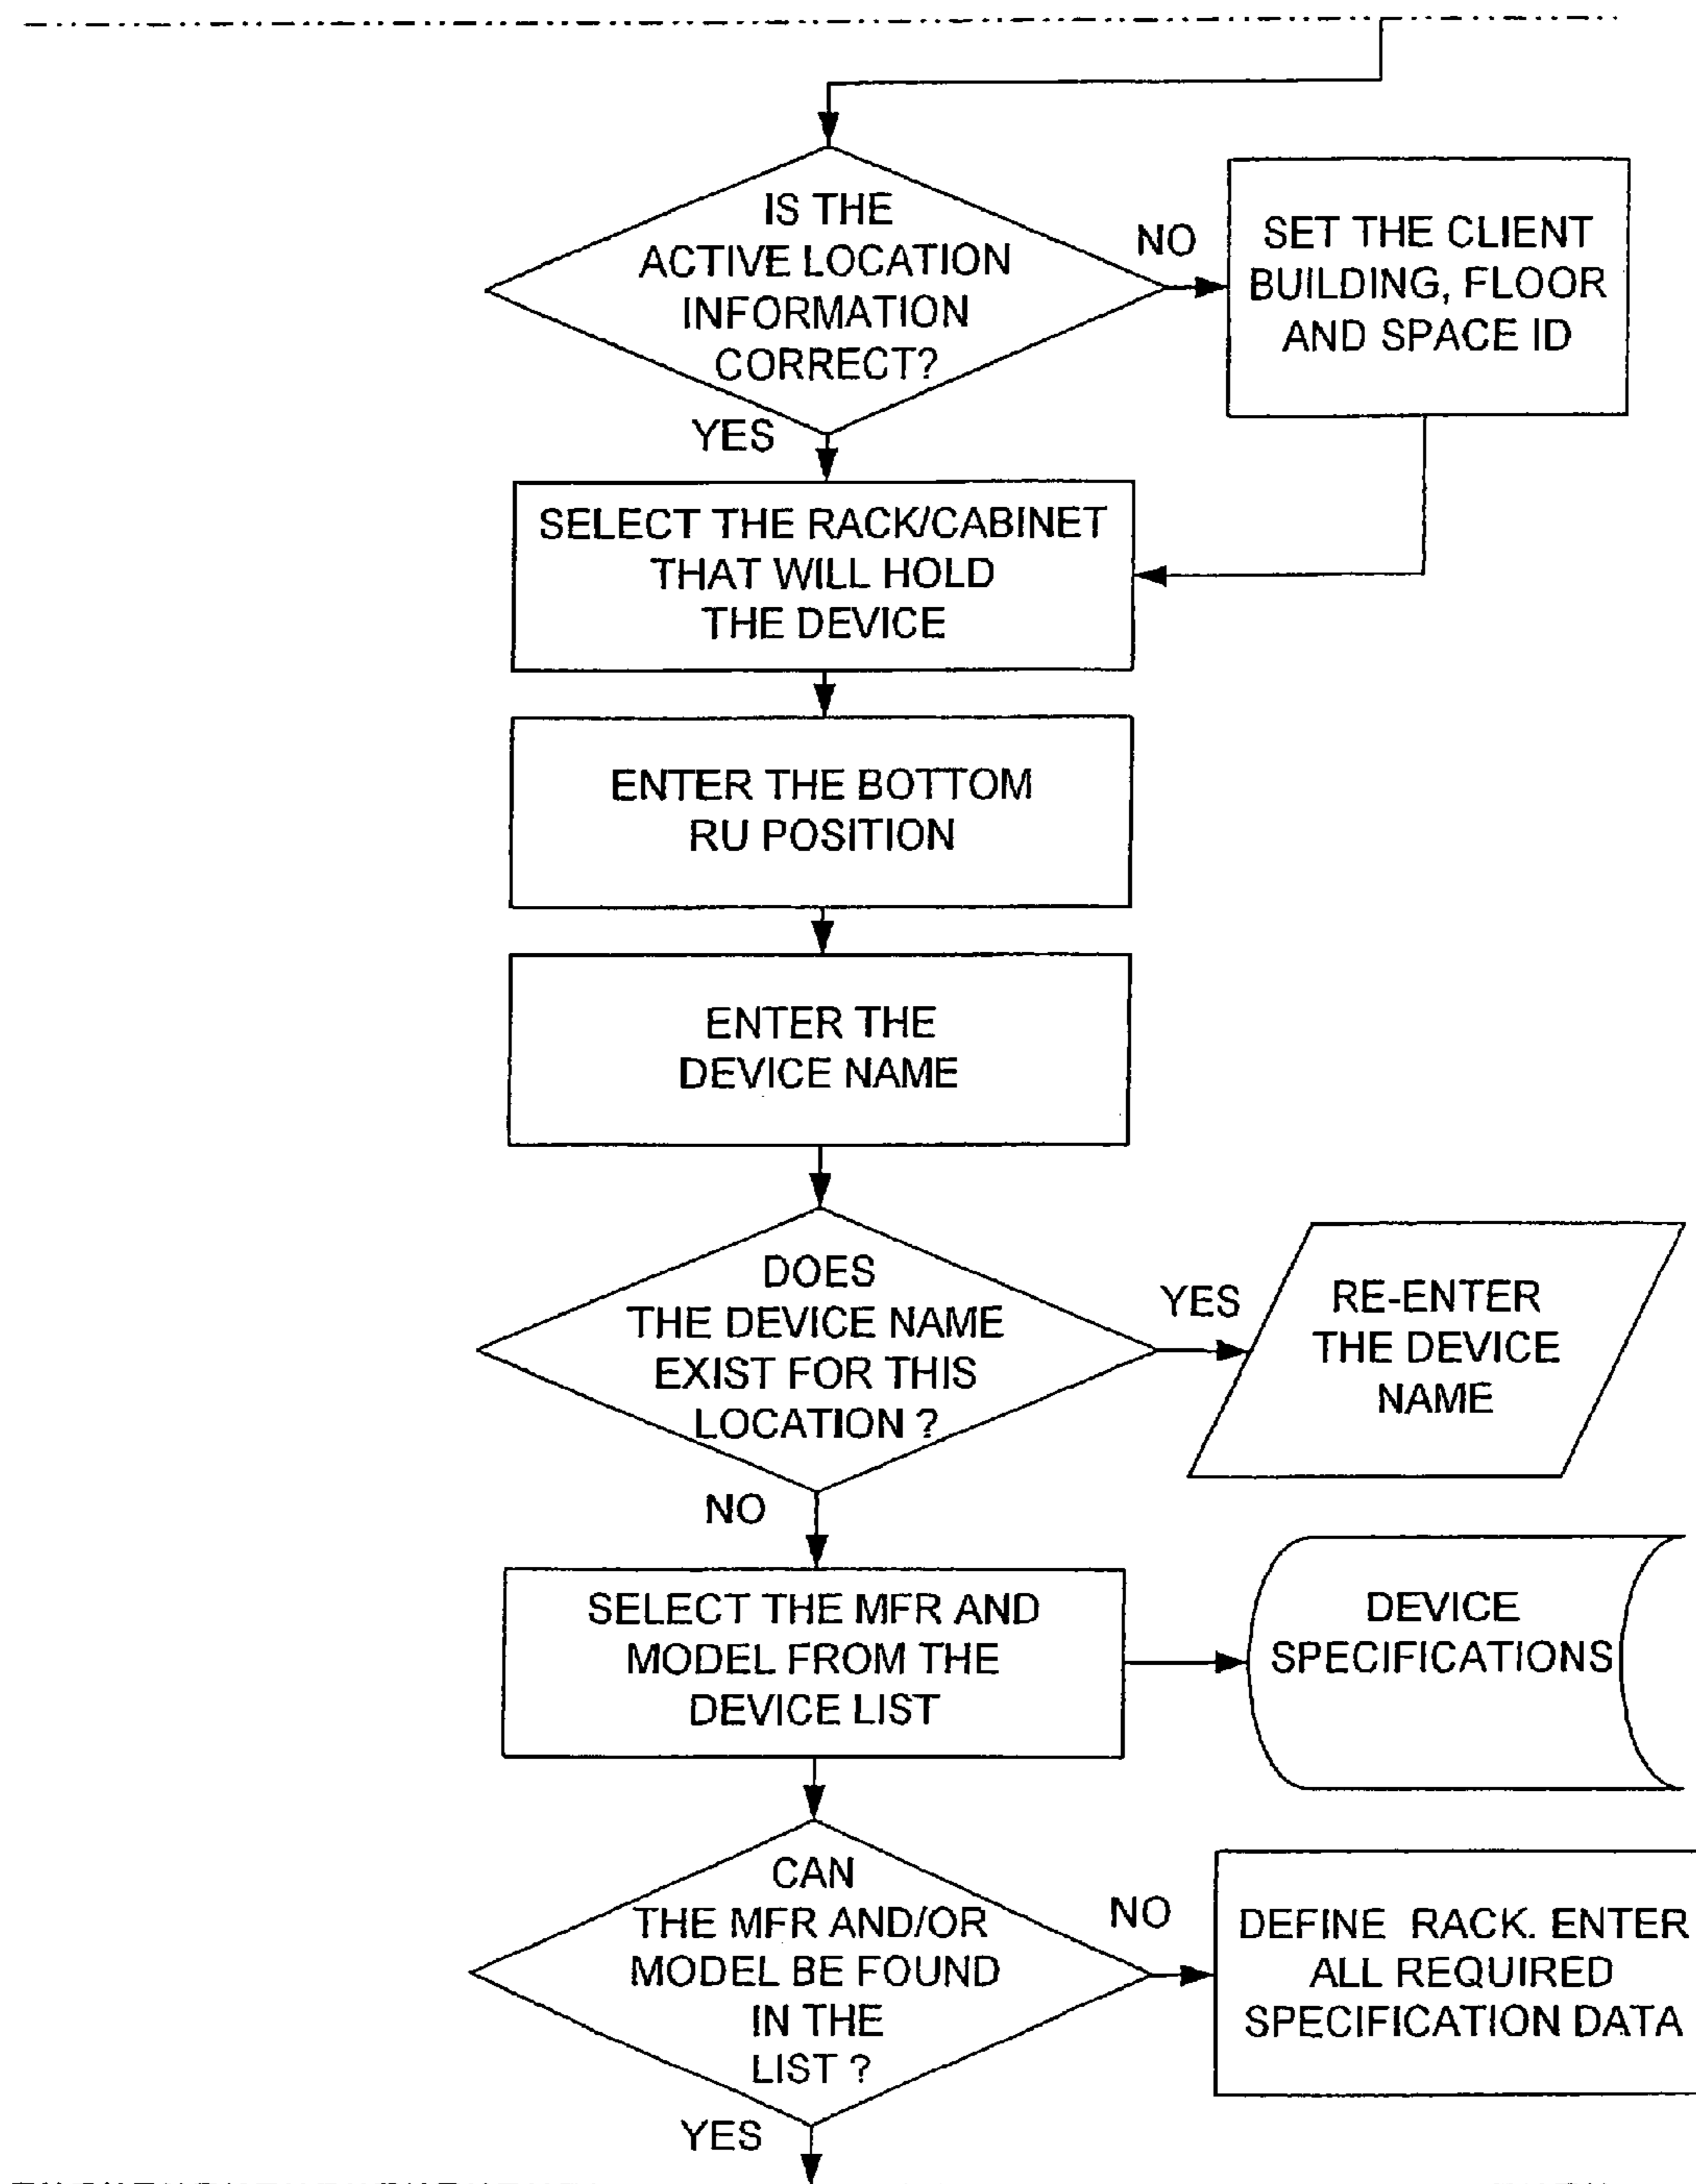 IS THE
ACTIVE LOCATION
INFORMATION
CORRECT?
NO
SET THE CLIENT
BUILDING, FLOOR
AND SPACE ID
YES
SELECT THE RACK/CABINET
THAT WILL HOLD
THE DEVICE
ENTER THE BOTTOM
RU POSITION
ENTER THE
DEVICE NAME
DOES
THE DEVICE NAME
EXIST FOR THIS
LOCATION ?
YES
RE-ENTER
THE DEVICE
NAME
NO
SELECT THE MFR AND
MODEL FROM THE
DEVICE LIST
DEVICE
SPECIFICATIONS
CAN
THE MFR AND/OR
MODEL BE FOUND
IN THE
LIST ?
NO
DEFINE RACK. ENTER
ALL REQUIRED
SPECIFICATION DATA
YES